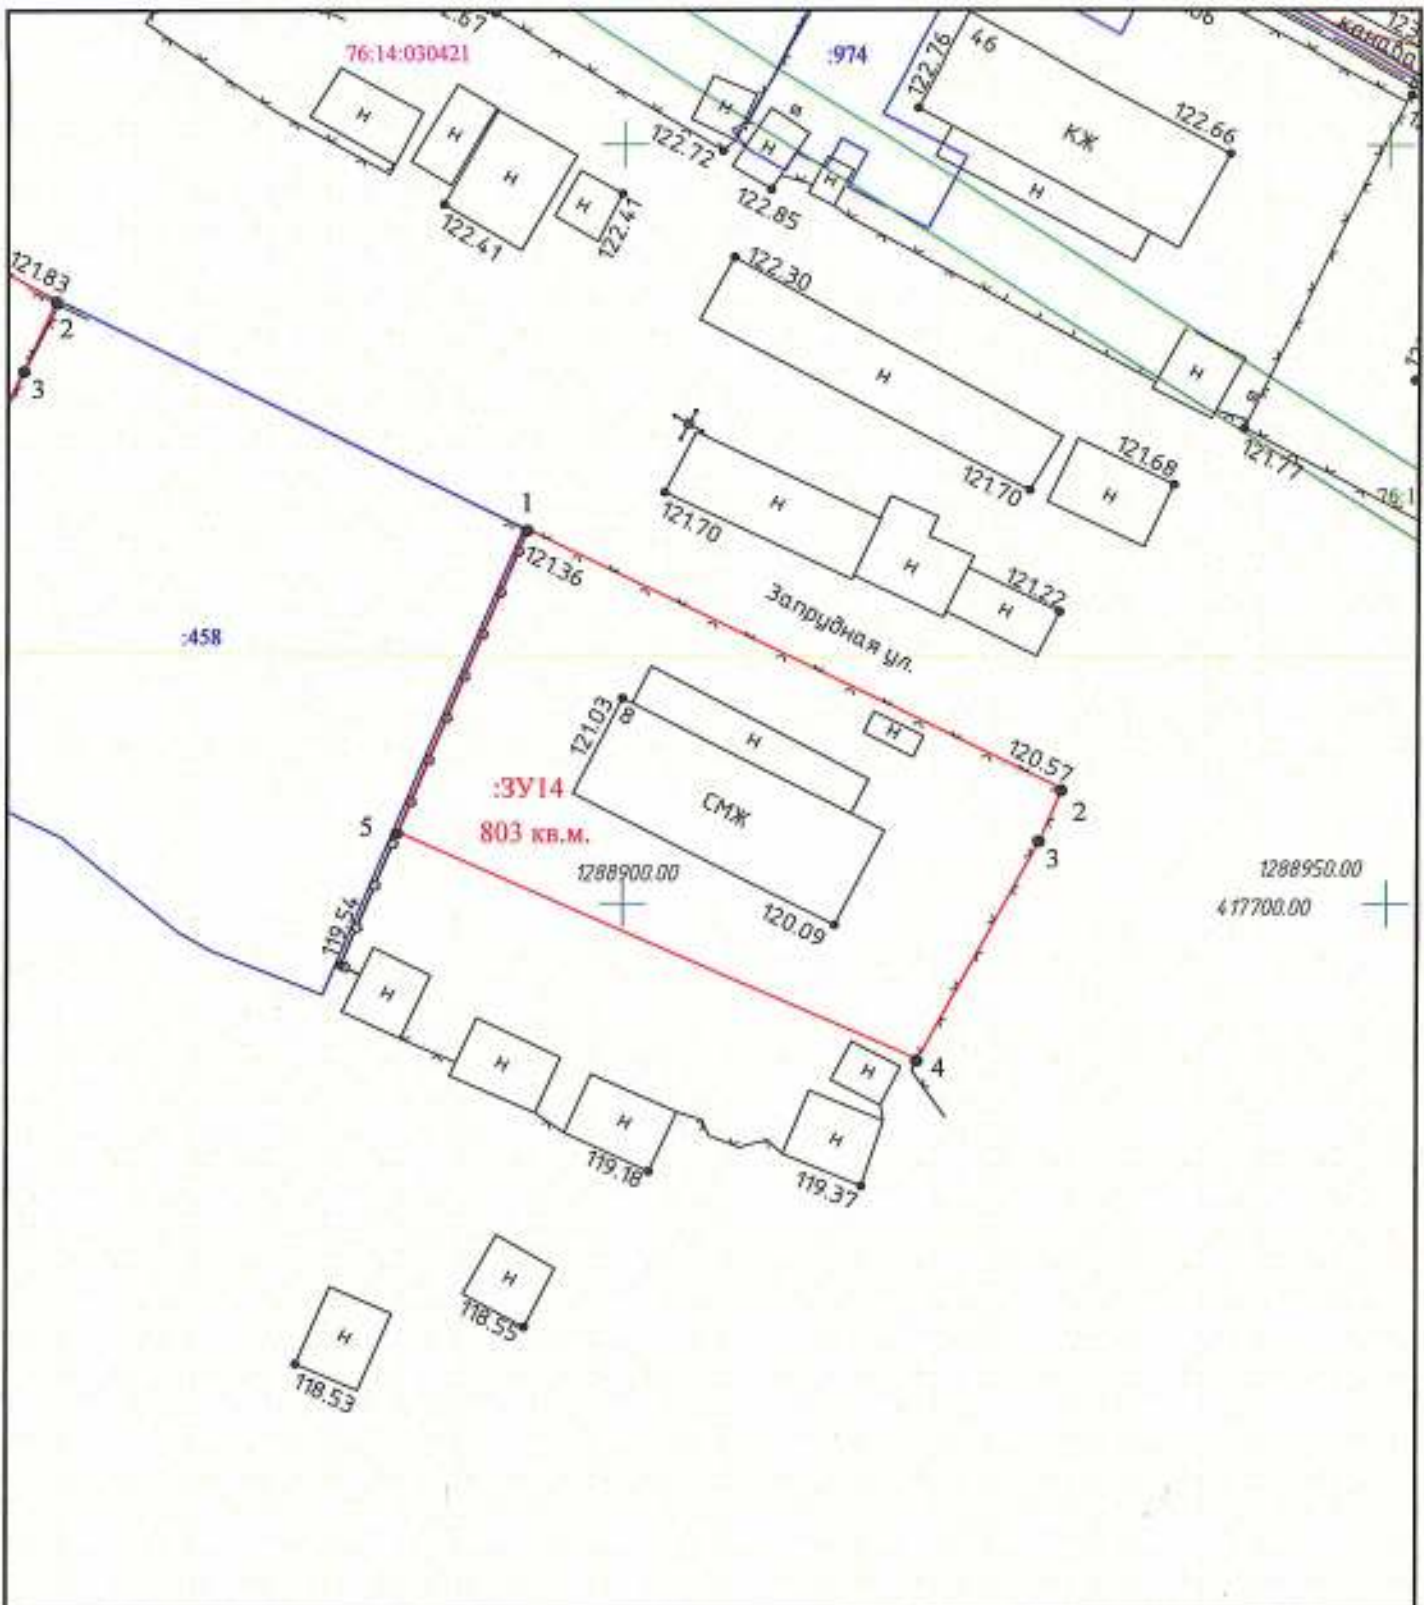 76:14:030421
:974
122.76
46
КЖ
122.66
н
н
н
н
н
н
н
н
н
122.72
122.85
122.41
122.41
121.83
2
3
122.30
н
121.70
н
121.77
121.68
н
1
121.36
121.70
н
н
121.22
н
Запрудная ул.
:458
121.03
8
н
н
СМЖ
:ЗУ14
803 кв.м.
120.57
2
3
5
1288900.00
120.09
1288950.00
417700.00
119.54
н
н
н
4
н
н
119.18
119.37
н
118.55
н
118.53